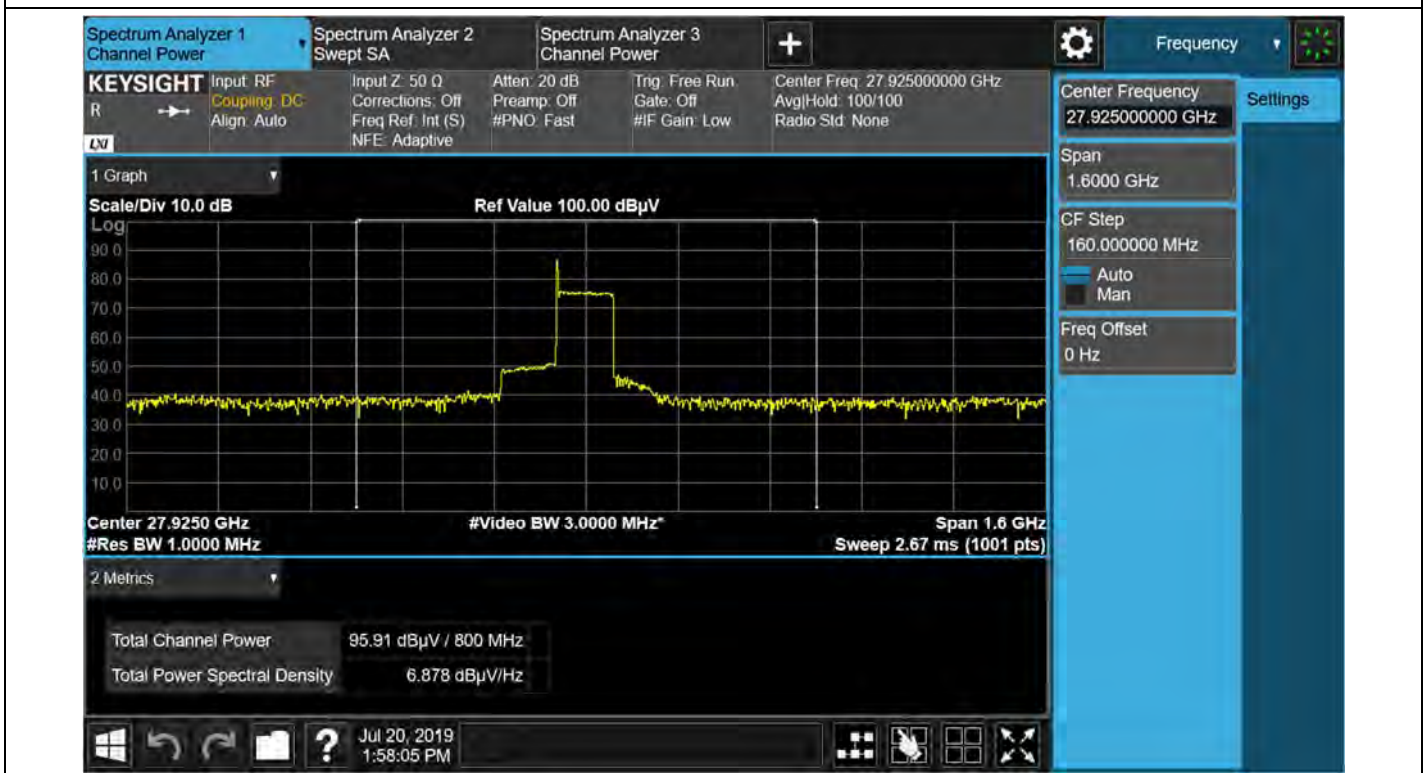 Spectrum Analyzer 1
Channel Power
Spectrum Analyzer 2
Swept SA
Spectrum Analyzer 3
Channel Power
+
Frequency
KEYSIGHT
R
LXI
Input: RF
Coupling: DC
Align: Auto
Input Z: 50 Ω
Corrections: Off
Freq Ref: Int (S)
NFE: Adaptive
Atten: 20 dB
Preamp: Off
#PNO: Fast
Trig: Free Run
Gate: Off
#IF Gain: Low
Center Freq: 27.925000000 GHz
Avg|Hold: 100/100
Radio Std: None
Center Frequency
27.925000000 GHz
Settings
Span
1.6000 GHz
CF Step
160.000000 MHz
Auto
Man
Freq Offset
0 Hz
1 Graph
Scale/Div 10.0 dB
Ref Value 100.00 dBµV
Log
90.0
80.0
70.0
60.0
50.0
40.0
30.0
20.0
10.0
Center 27.9250 GHz
#Video BW 3.0000 MHz*
Span 1.6 GHz
#Res BW 1.0000 MHz
Sweep 2.67 ms (1001 pts)
2 Metrics
Total Channel Power
95.91 dBµV / 800 MHz
Total Power Spectral Density
6.878 dBµV/Hz
?
Jul 20, 2019
1:58:05 PM